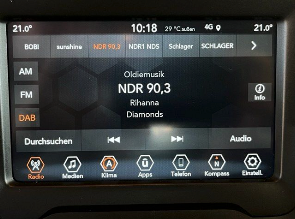 21.0° 10:18 29 °C außen 4G 21.0°
BOBI sunshine NDR 90,3 NDR1 NDS Schlager SCHLAGER
AM
FM
DAB
Oldiemusik
NDR 90,3
Rihanna
Diamonds
Info
Durchsuchen Audio
Radio Medien Klima Apps Telefon Kompass Einstell.